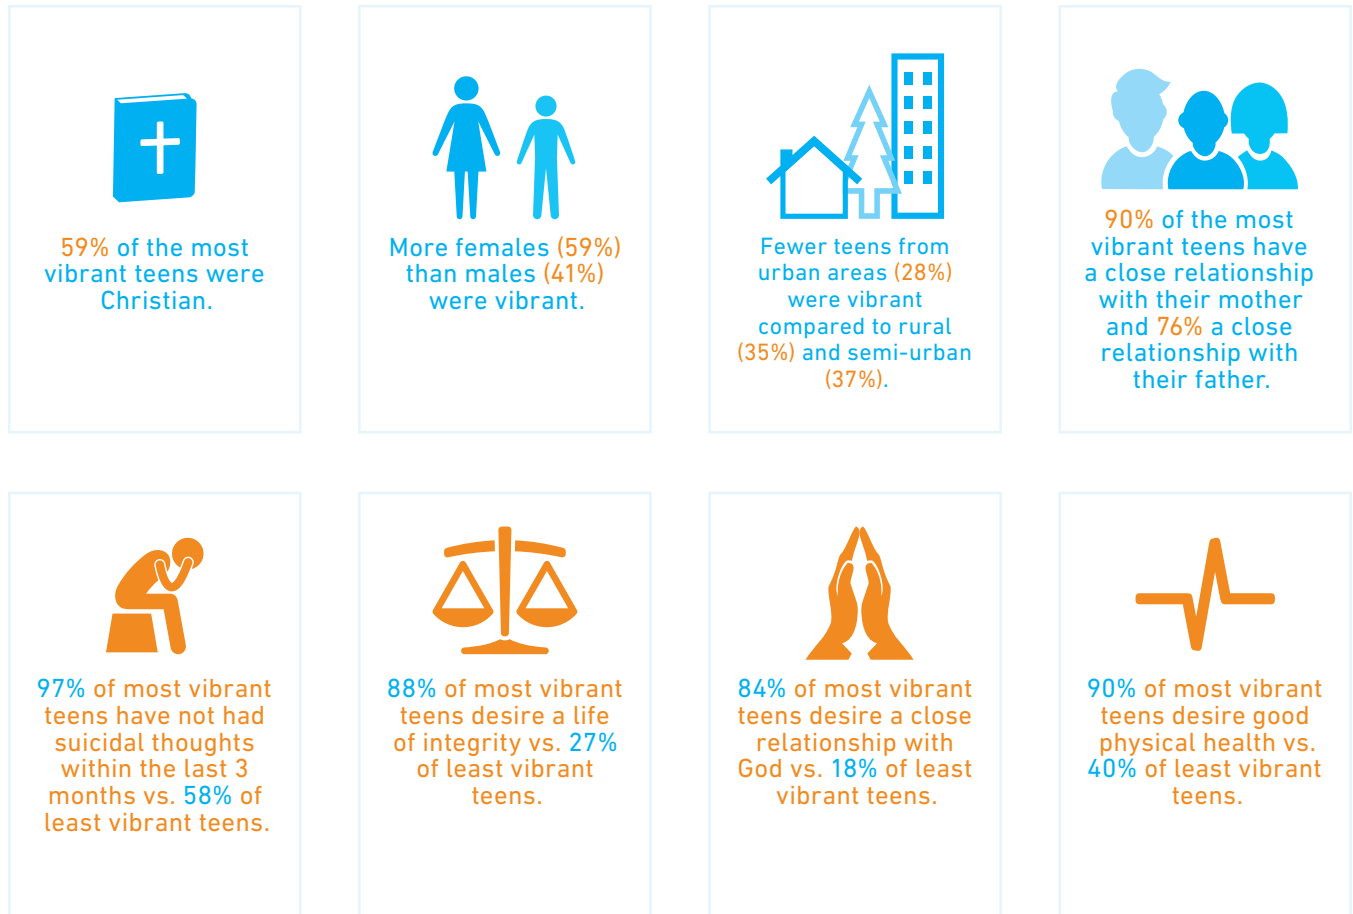 59% of the most
vibrant teens were
Christian.
More females (59%)
than males (41%)
were vibrant.
Fewer teens from
urban areas (28%)
were vibrant
compared to rural
(35%) and semi-urban
(37%).
90% of the most
vibrant teens have
a close relationship
with their mother
and 76% a close
relationship with
their father.
97% of most vibrant
teens have not had
suicidal thoughts
within the last 3
months vs. 58% of
least vibrant teens.
88% of most vibrant
teens desire a life
of integrity vs. 27%
of least vibrant
teens.
84% of most vibrant
teens desire a close
relationship with
God vs. 18% of least
vibrant teens.
90% of most vibrant
teens desire good
physical health vs.
40% of least vibrant
teens.